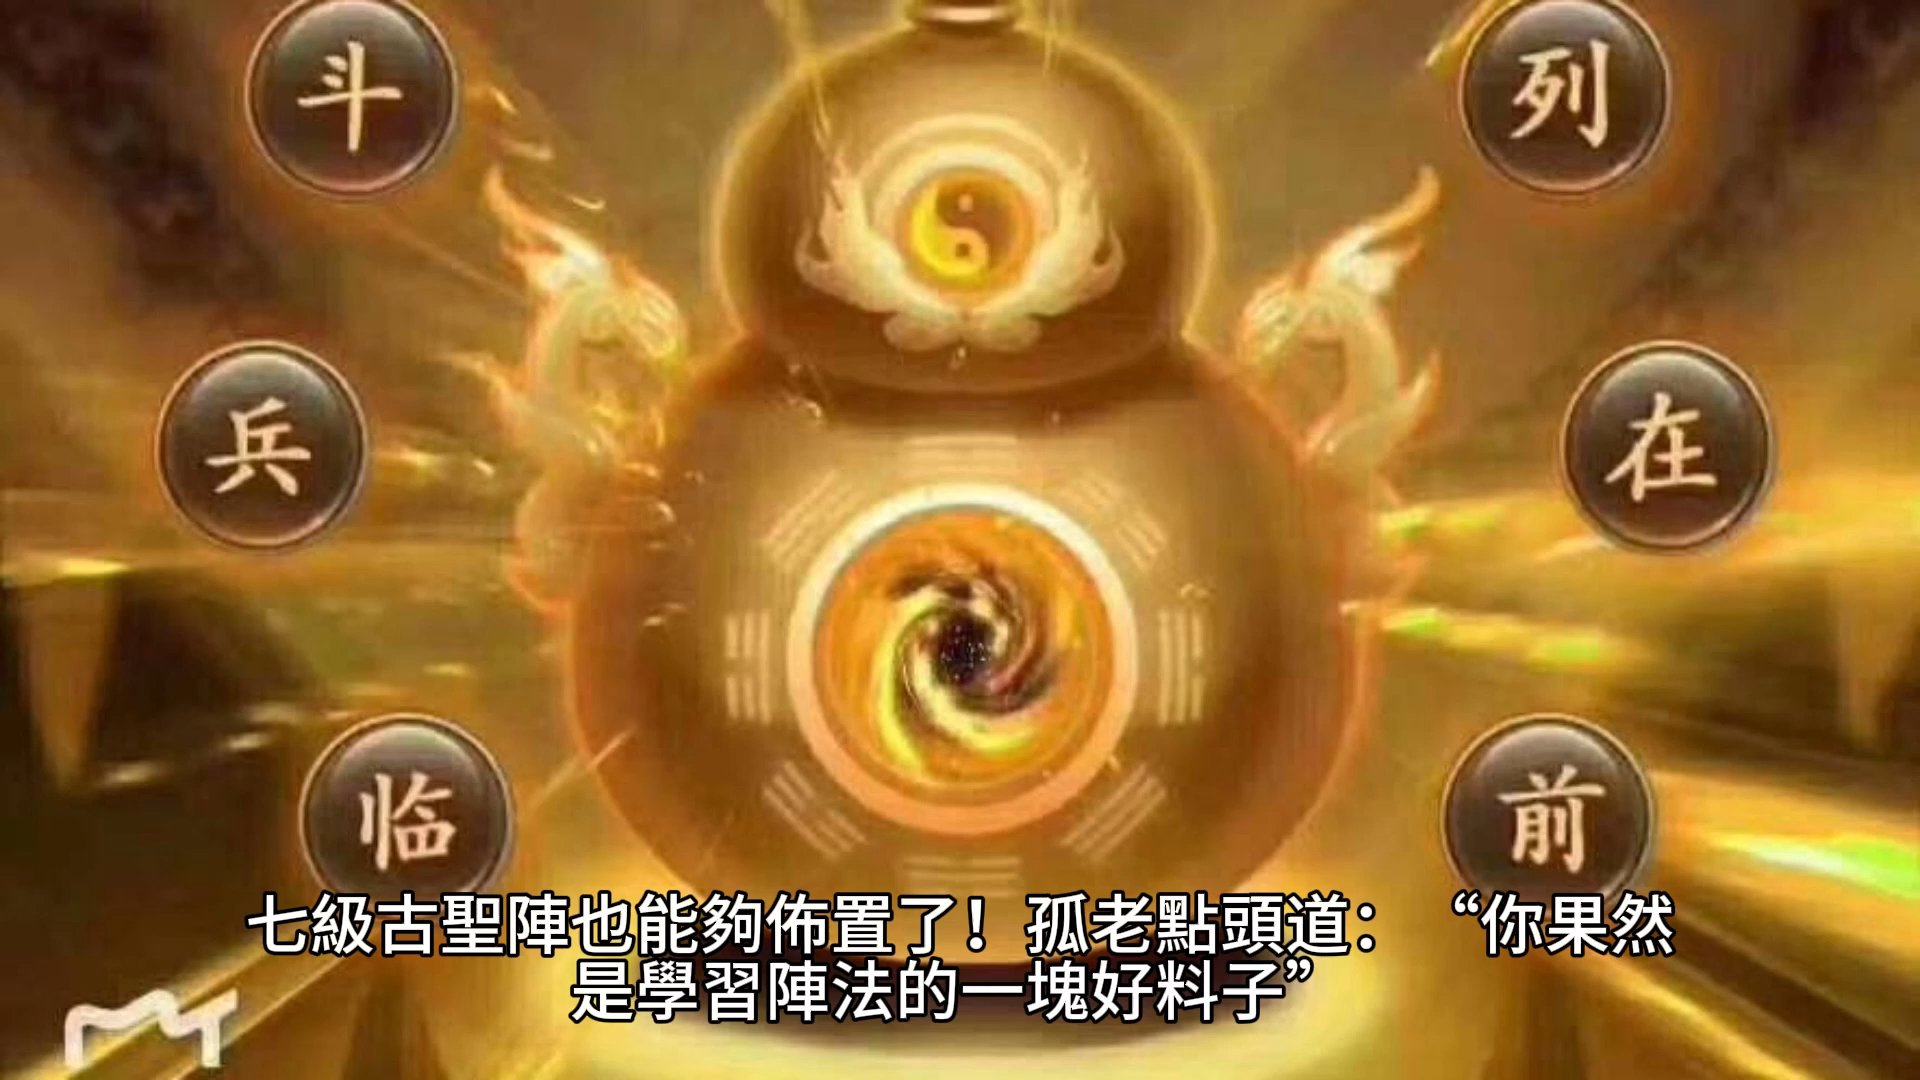 斗
列
兵
在
临
前
七級古聖陣也能夠佈置了！孤老點頭道：“你果然
是學習陣法的一塊好料子”